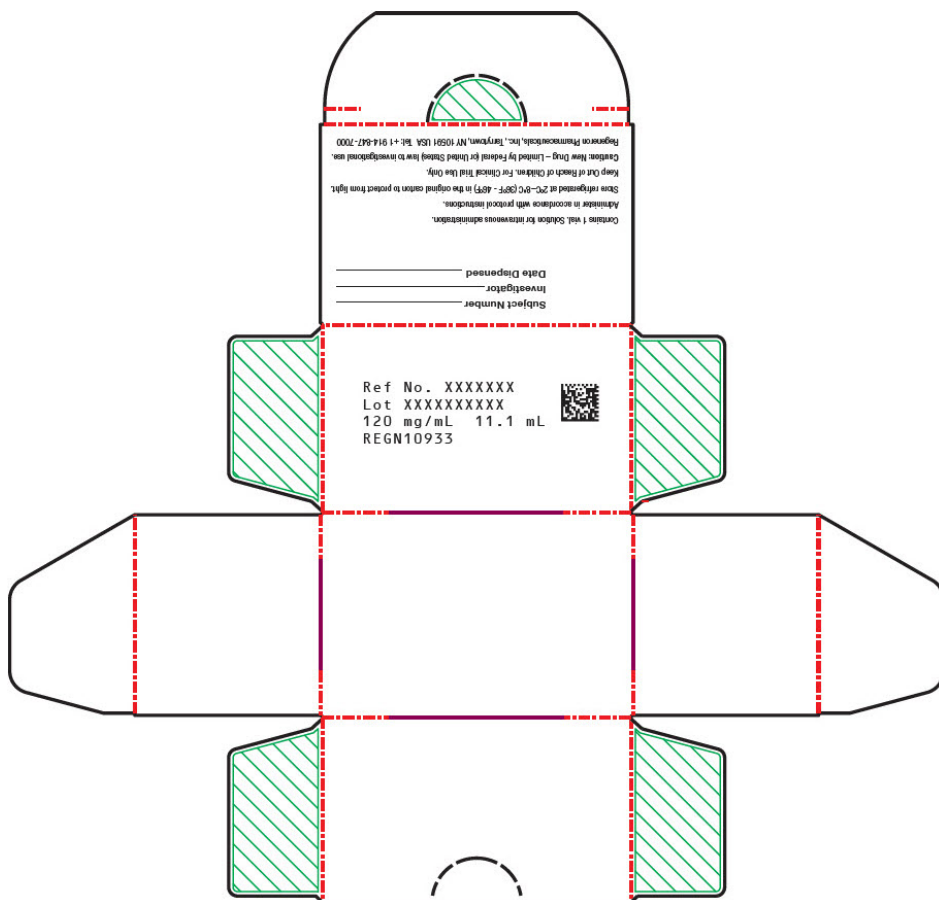 Regeneron Pharmaceuticals, Inc., Tarrytown, NY 10591 USA Tel: +1 914-847-7000
Caution: New Drug – Limited by Federal (or United States) law to investigational use.
Keep Out of Reach of Children. For Clinical Trial Use Only.
Store refrigerated at 2ºC–8ºC (36ºF - 46ºF) in the original carton to protect from light.
Administer in accordance with protocol instructions.
Contains 1 vial. Solution for intravenous administration.
Date Dispensed
Investigator
Subject Number
Ref No. XXXXXXX
Lot XXXXXXXXXX
120 mg/mL 11.1 mL
REGN10933